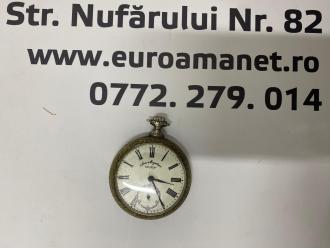 Str. Nufărului Nr. 82
www.euroamanet.ro
0772. 279. 014